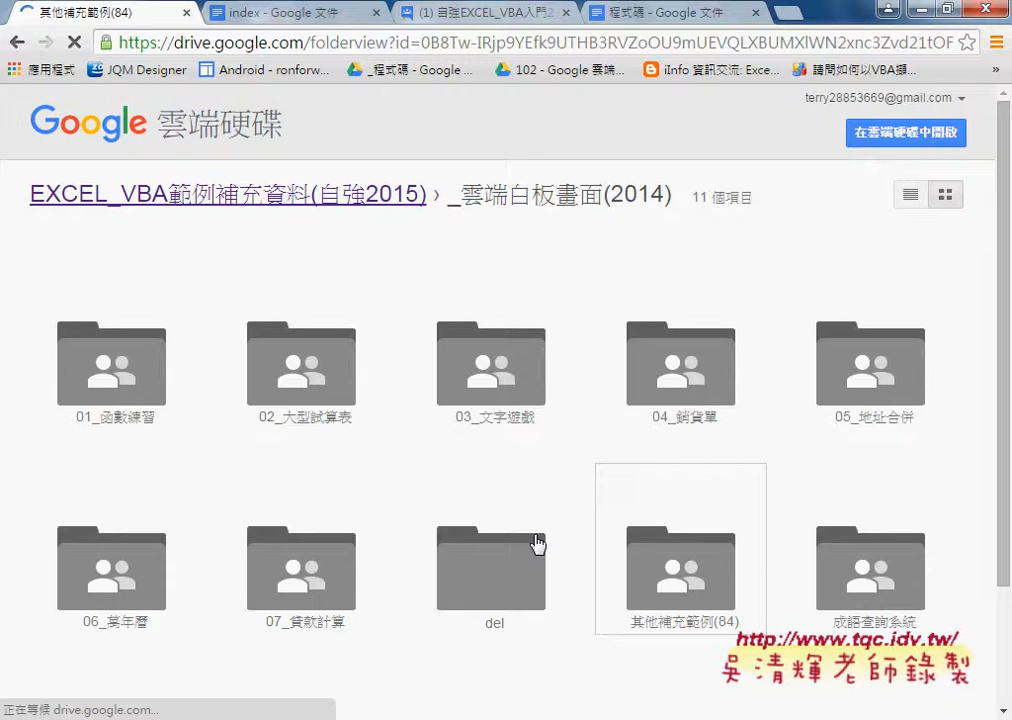 其他補充範例(84)
index - Google 文件
(1) 自強EXCEL_VBA入門2
程式碼 - Google 文件
https://drive.google.com/folderview?id=0B8Tw-IRjp9YEfk9UTHB3RVZoOU9mUEVQLXBUMXlWN2xnc3Zvd21tOF
應用程式
JQM Designer
Android - ronforw...
_程式碼 - Google ...
102 - Google 雲端...
iInfo 資訊交流: Exce...
請問如何以VBA擷...
»
terry28853669@gmail.com
Google 雲端硬碟
在雲端硬碟中開啟
EXCEL_VBA範例補充資料(自強2015) › _雲端白板畫面(2014) 11 個項目
01_函數練習
02_大型試算表
03_文字遊戲
04_銷貨單
05_地址合併
06_萬年曆
07_貸款計算
del
其他補充範例(84)
成語查詢系統
http://www.tqc.idv.tw/
吳清輝老師錄製
正在等候 drive.google.com...